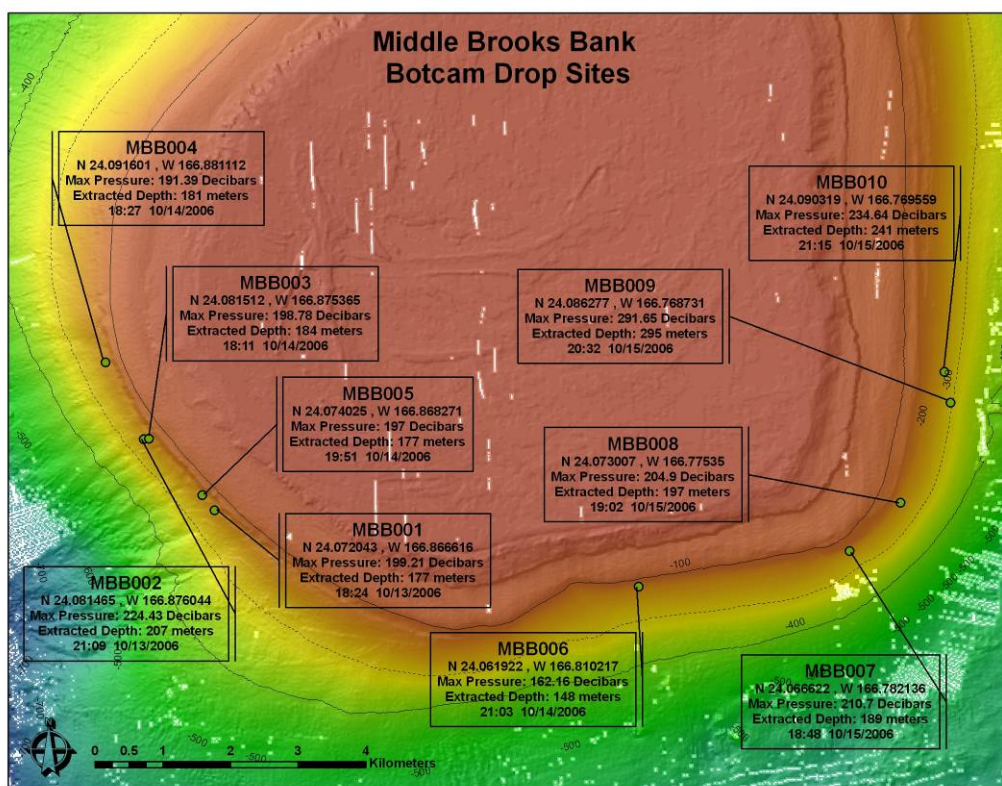 Middle Brooks Bank
Botcam Drop Sites
MBB004
N 24.091601 , W 166.881112
Max Pressure: 191.39 Decibars
Extracted Depth: 181 meters
18:27 10/14/2006
MBB010
N 24.090319 , W 166.769559
Max Pressure: 234.64 Decibars
Extracted Depth: 241 meters
21:15 10/15/2006
MBB003
N 24.081512 , W 166.875365
Max Pressure: 198.78 Decibars
Extracted Depth: 184 meters
18:11 10/14/2006
MBB009
N 24.086277 , W 166.768731
Max Pressure: 291.65 Decibars
Extracted Depth: 295 meters
20:32 10/15/2006
MBB005
N 24.074025 , W 166.868271
Max Pressure: 197 Decibars
Extracted Depth: 177 meters
19:51 10/14/2006
MBB008
N 24.073007 , W 166.77535
Max Pressure: 204.9 Decibars
Extracted Depth: 197 meters
19:02 10/15/2006
MBB001
N 24.072043 , W 166.866616
Max Pressure: 199.21 Decibars
Extracted Depth: 177 meters
18:24 10/13/2006
MBB002
N 24.081465 , W 166.876044
Max Pressure: 224.43 Decibars
Extracted Depth: 207 meters
21:09 10/13/2006
MBB006
N 24.061922 , W 166.810217
Max Pressure: 162.16 Decibars
Extracted Depth: 148 meters
21:03 10/14/2006
MBB007
N 24.066622 , W 166.782136
Max Pressure: 210.7 Decibars
Extracted Depth: 189 meters
18:48 10/15/2006
-400
-300
-200
-500
-100
-400
-500
-500
-500
-500
0 0.5 1 2 3 4
Kilometers